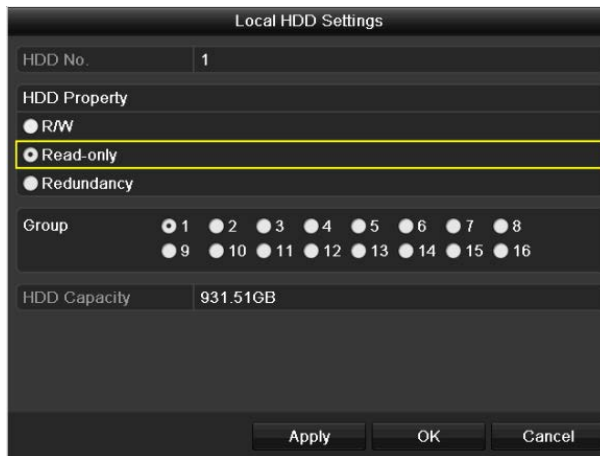 Local HDD Settings
HDD No. 1
HDD Property
R/W
Read-only
Redundancy
Group 1 2 3 4 5 6 7 8
9 10 11 12 13 14 15 16
HDD Capacity 931.51GB
Apply OK Cancel